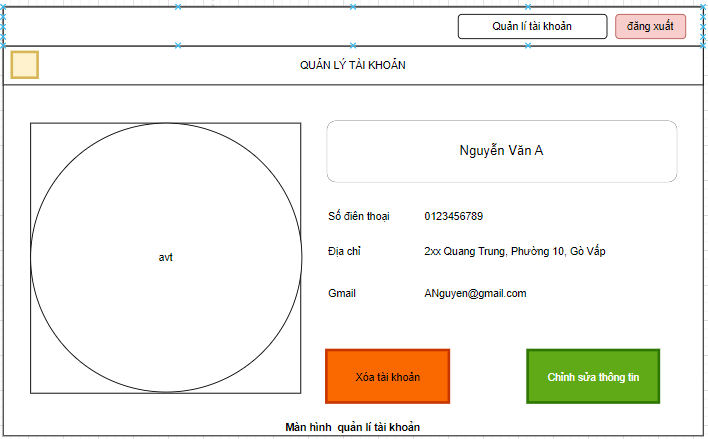 Quản lí tài khoản
đăng xuất
QUẢN LÝ TÀI KHOẢN
Nguyễn Văn A
Số điên thoại 0123456789
Địa chỉ 2xx Quang Trung, Phường 10, Gò Vấp
Gmail ANguyen@gmail.com
avt
Xóa tài khoản
Chỉnh sửa thông tin
Màn hình quản lí tài khoản